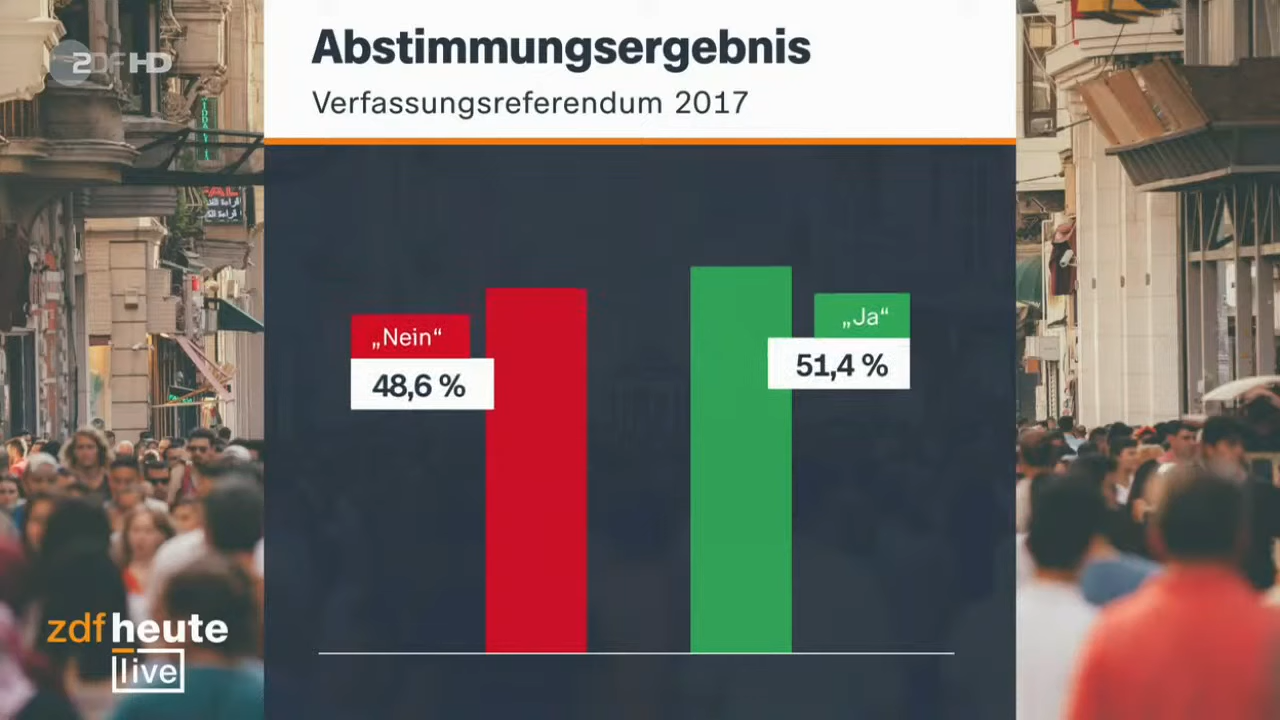 Abstimmungsergebnis
Verfassungsreferendum 2017
ZDF HD
„Nein“
48,6 %
„Ja“
51,4 %
zdf heute
live